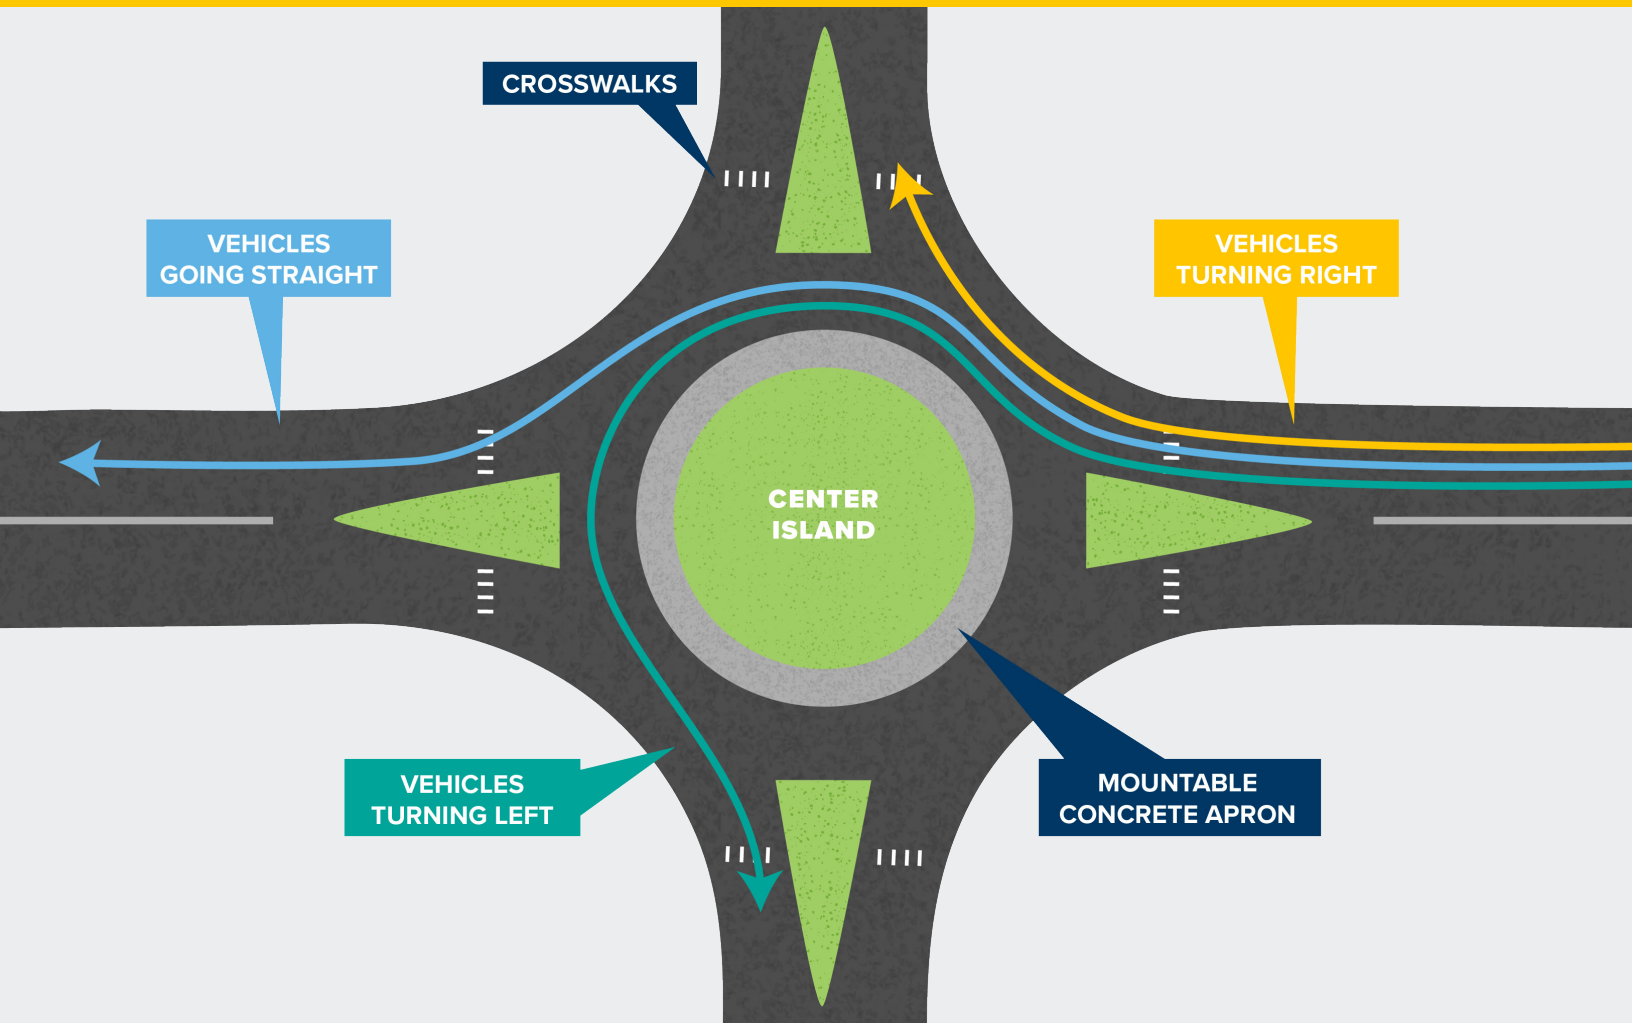 CROSSWALKS
VEHICLES
GOING STRAIGHT
VEHICLES
TURNING RIGHT
CENTER
ISLAND
VEHICLES
TURNING LEFT
MOUNTABLE
CONCRETE APRON